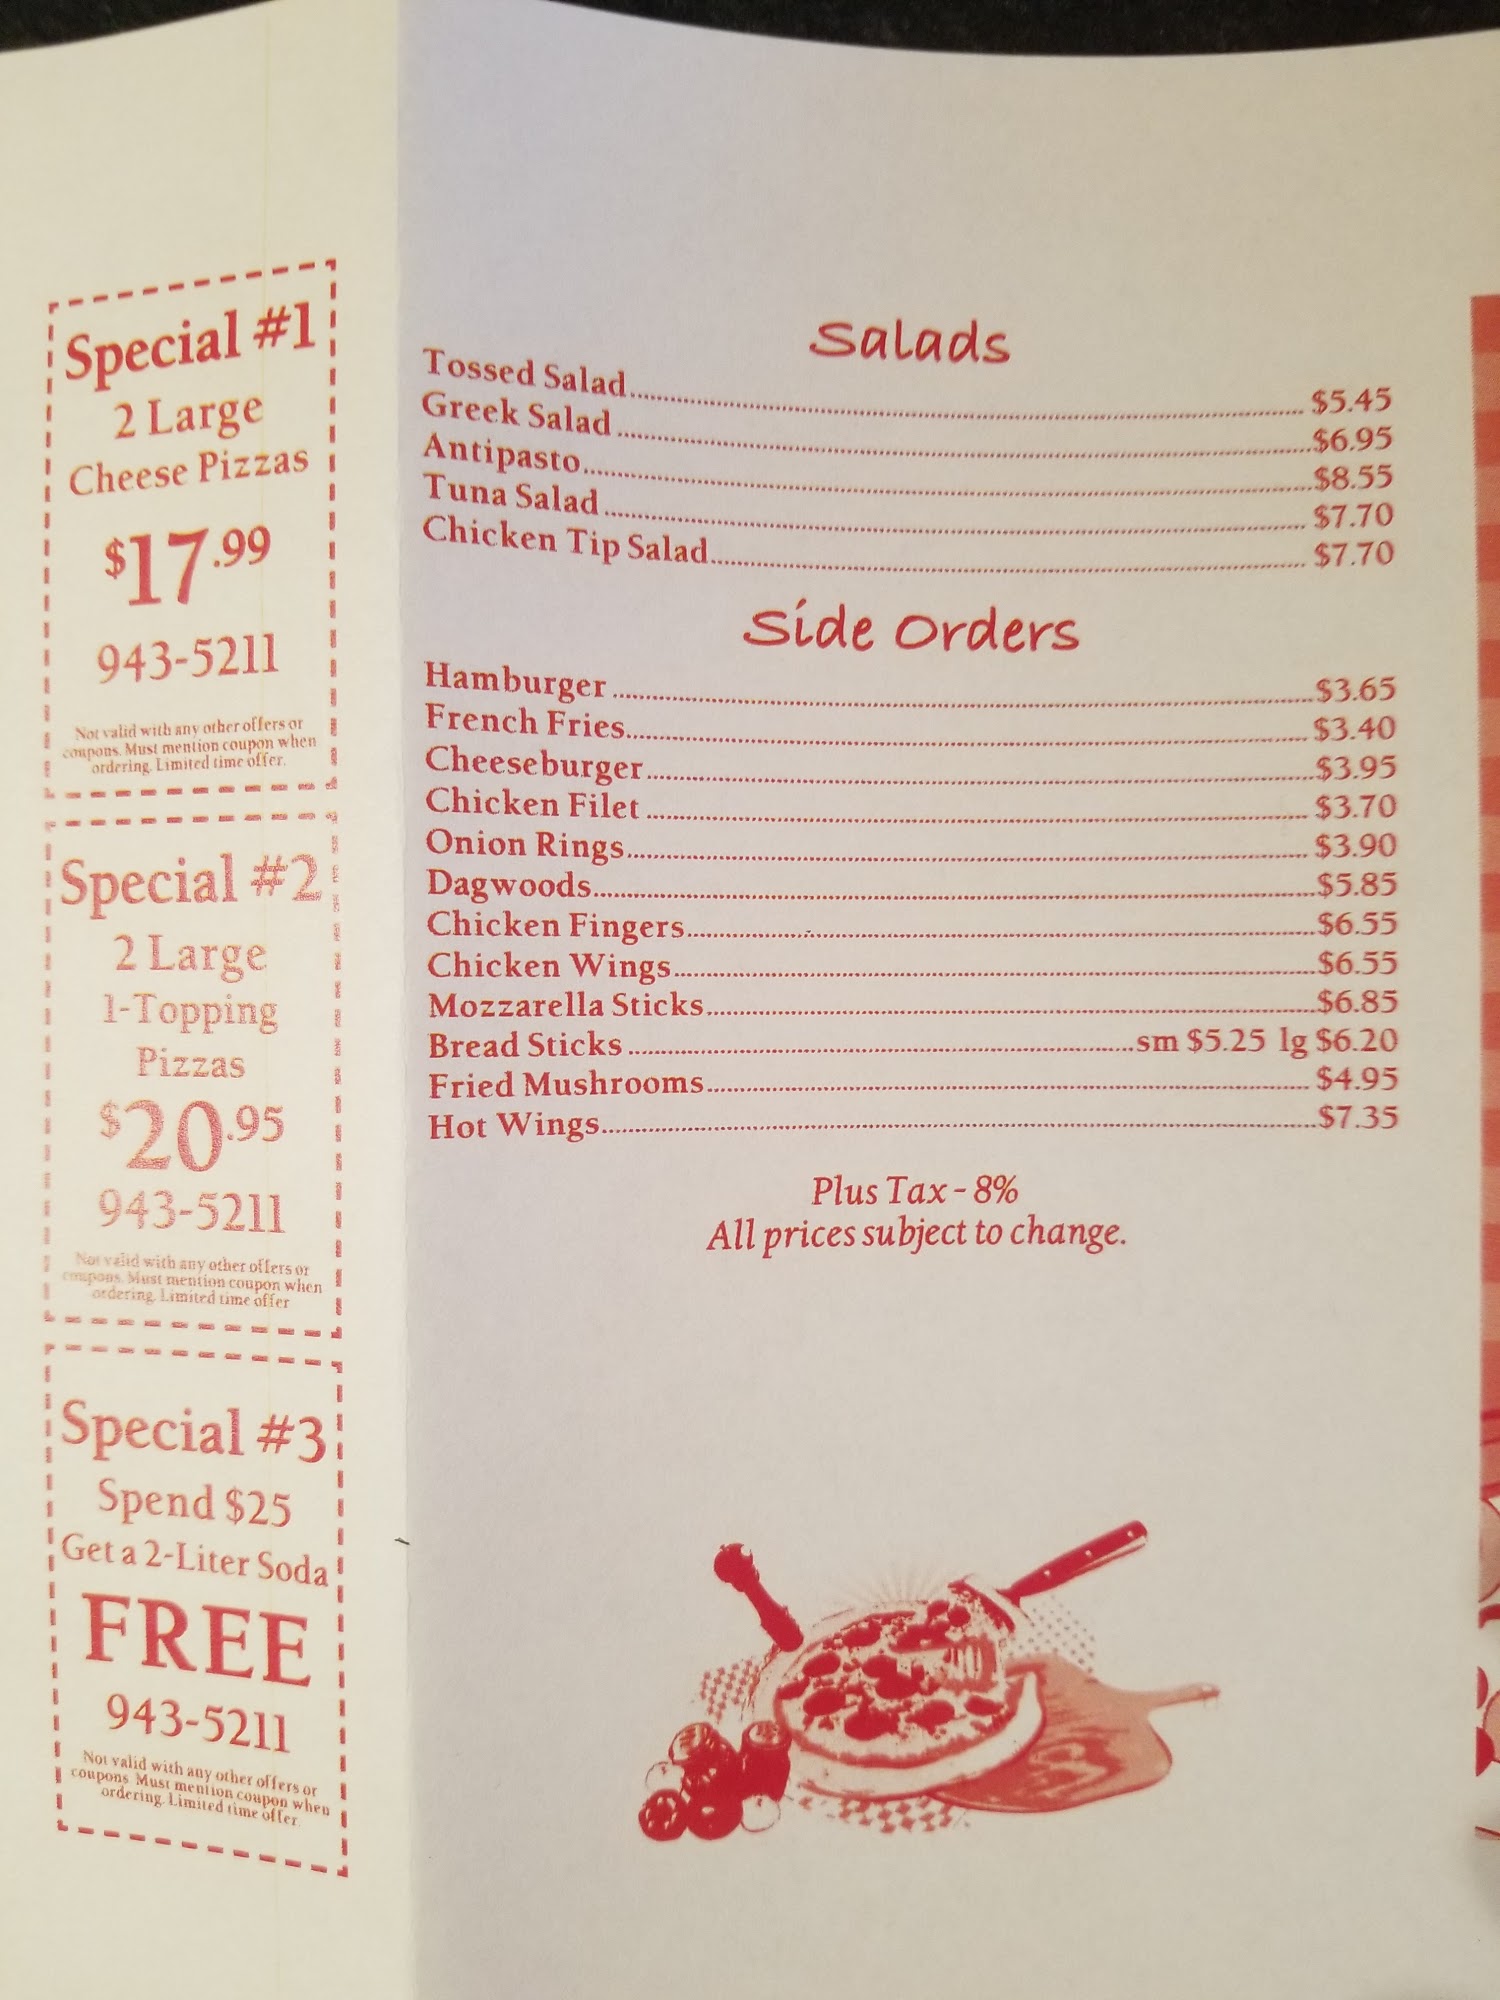 Special #1
2 Large
Cheese Pizzas
$17.99
943-5211
Not valid with any other offers or
coupons. Must mention coupon when
ordering. Limited time offer.
Special #2
2 Large
1-Topping
Pizzas
$20.95
943-5211
Not valid with any other offers or
coupons. Must mention coupon when
ordering. Limited time offer
Special #3
Spend $25
Get a 2-Liter Soda
FREE
943-5211
Not valid with any other offers or
coupons. Must mention coupon when
ordering. Limited time offer.
Salads
Tossed Salad $5.45
Greek Salad $6.95
Antipasto $8.55
Tuna Salad $7.70
Chicken Tip Salad $7.70
Side Orders
Hamburger $3.65
French Fries $3.40
Cheeseburger $3.95
Chicken Filet $3.70
Onion Rings $3.90
Dagwoods $5.85
Chicken Fingers $6.55
Chicken Wings $6.55
Mozzarella Sticks $6.85
Bread Sticks sm $5.25 lg $6.20
Fried Mushrooms $4.95
Hot Wings $7.35
Plus Tax - 8%
All prices subject to change.